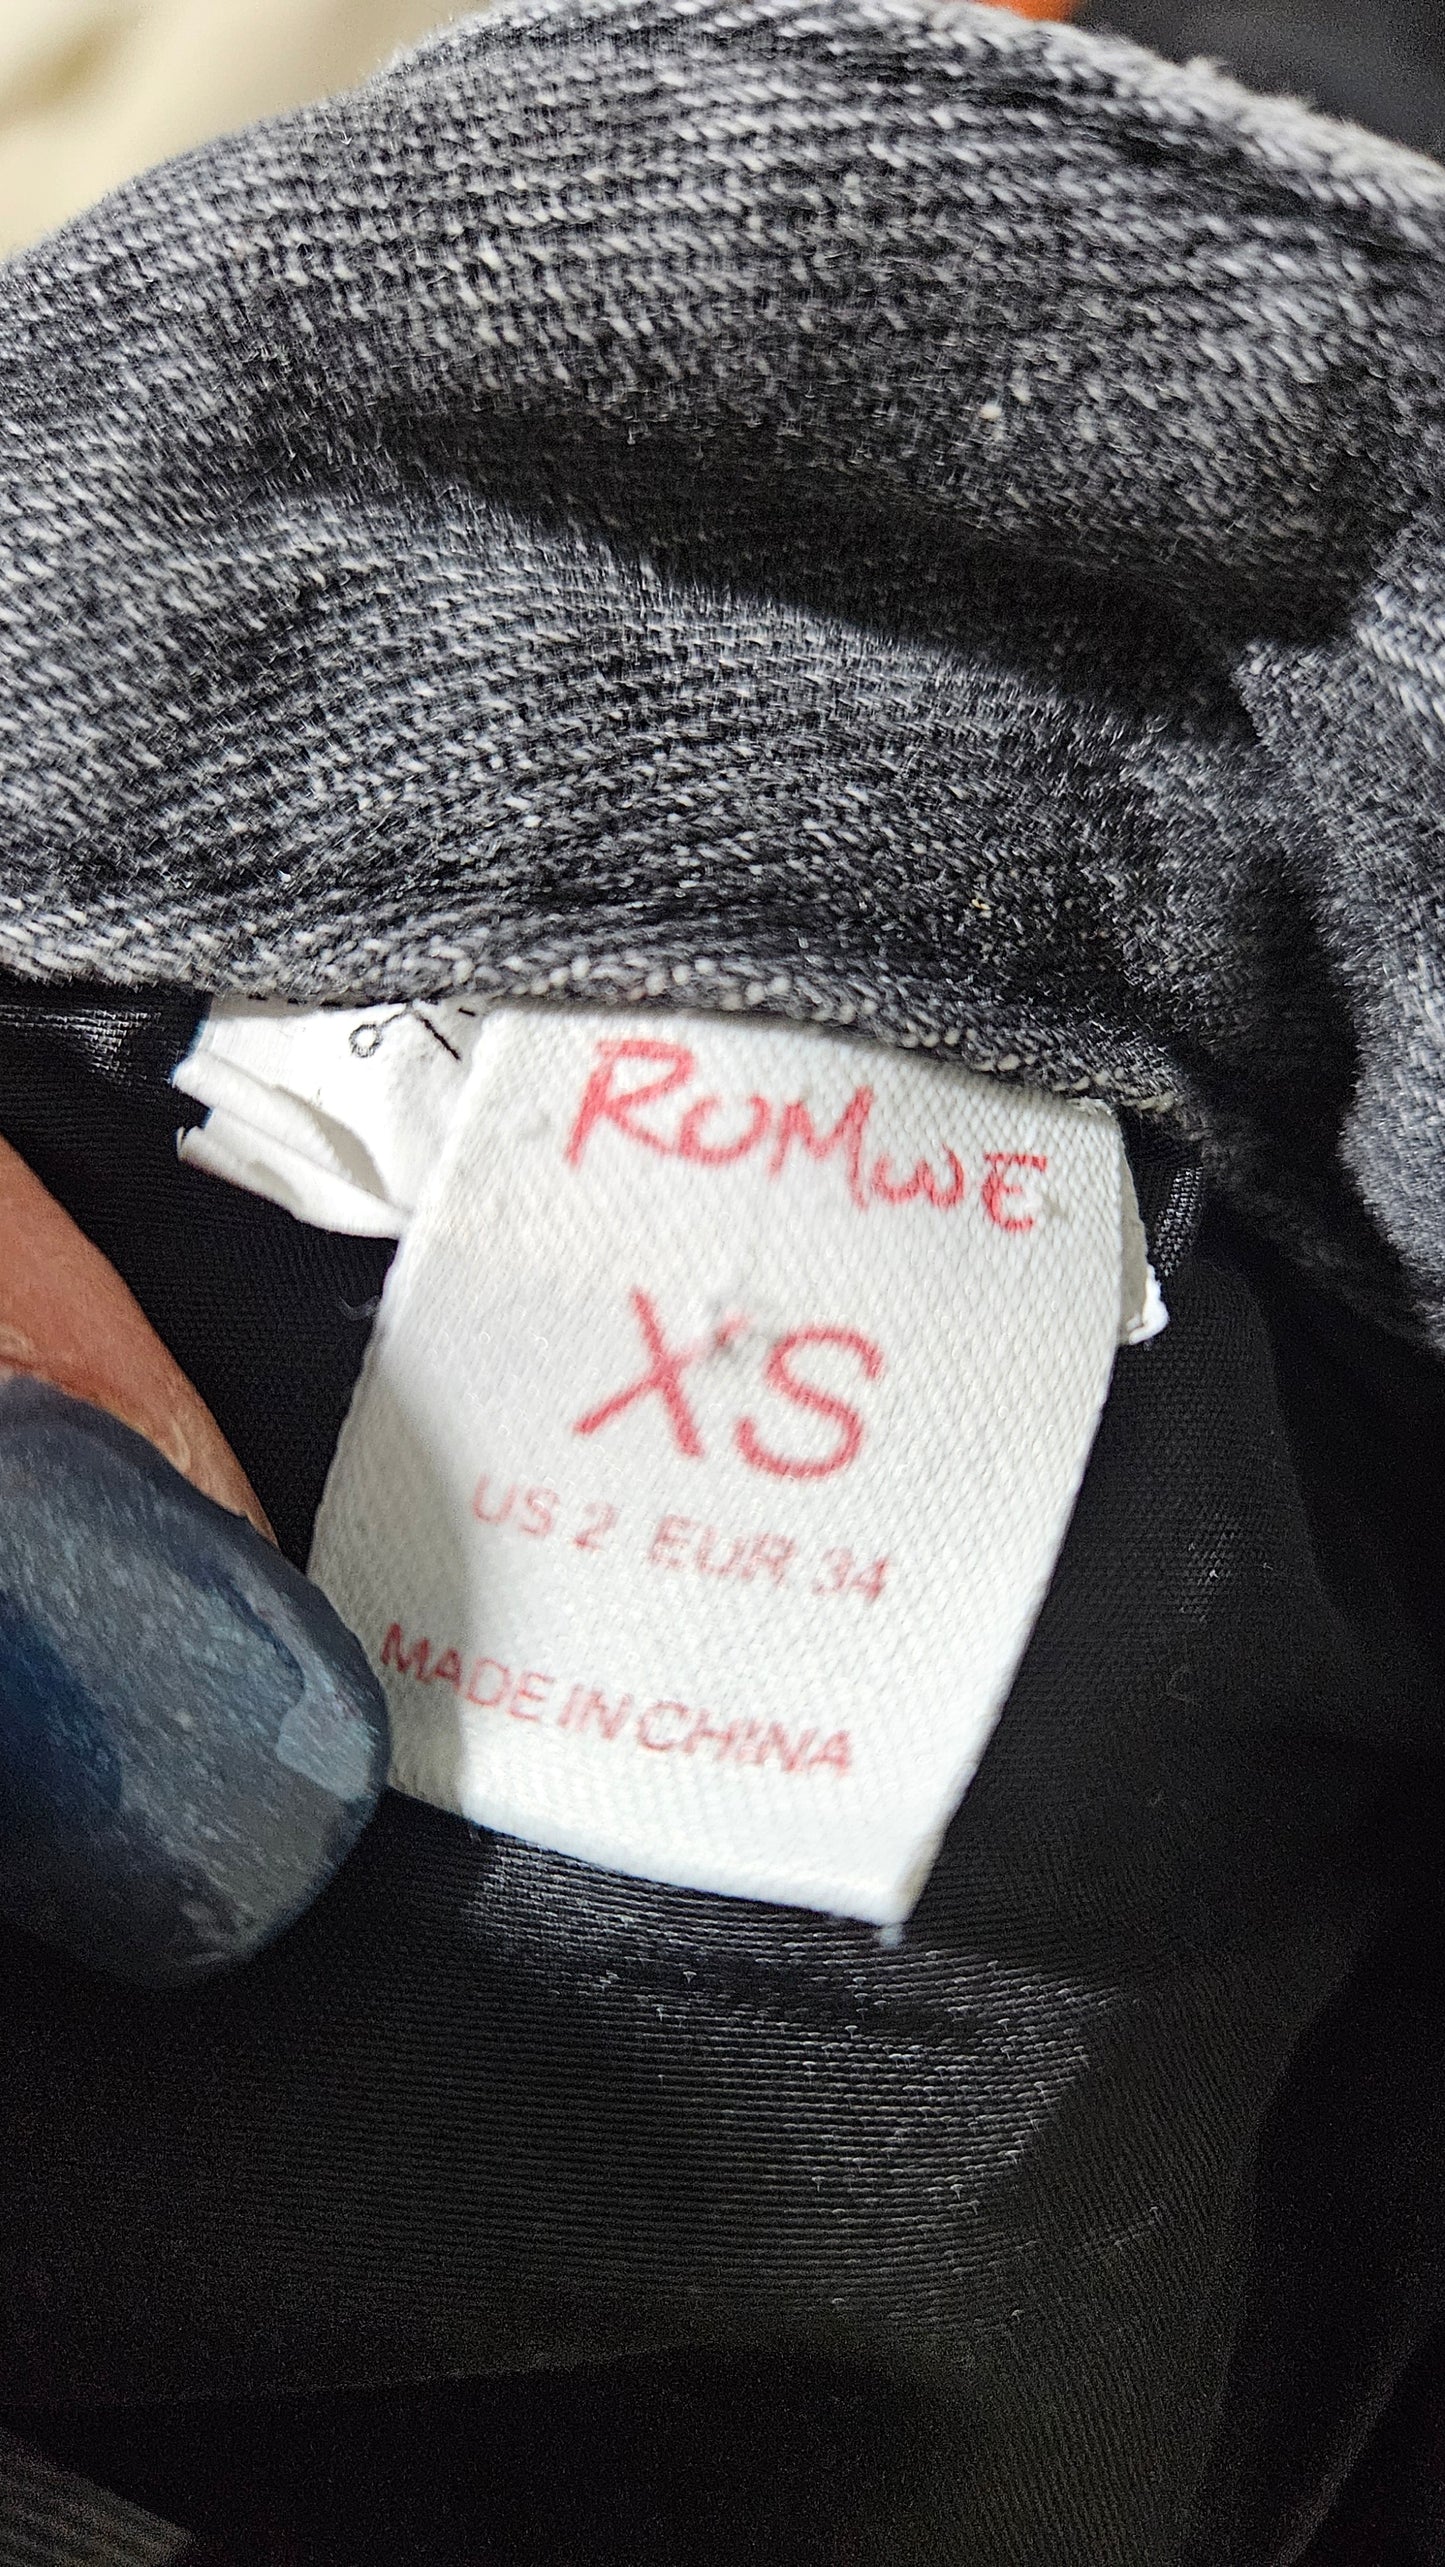 ROMWE
XS
US 2 EUR 34
MADE IN CHINA